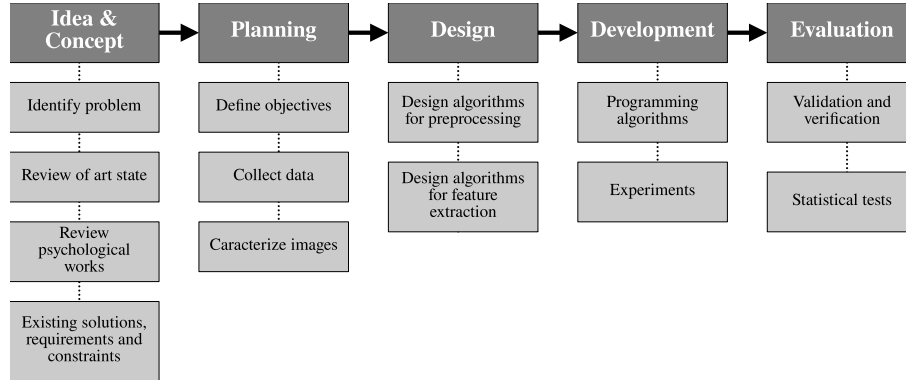 Idea &
Concept
Planning
Design
Development
Evaluation
Identify problem
Review of art state
Review
psychological
works
Existing solutions,
requirements and
constraints
Define objectives
Collect data
Caracterize images
Design algorithms
for preprocessing
Design algorithms
for feature
extraction
Programming
algorithms
Experiments
Validation and
verification
Statistical tests